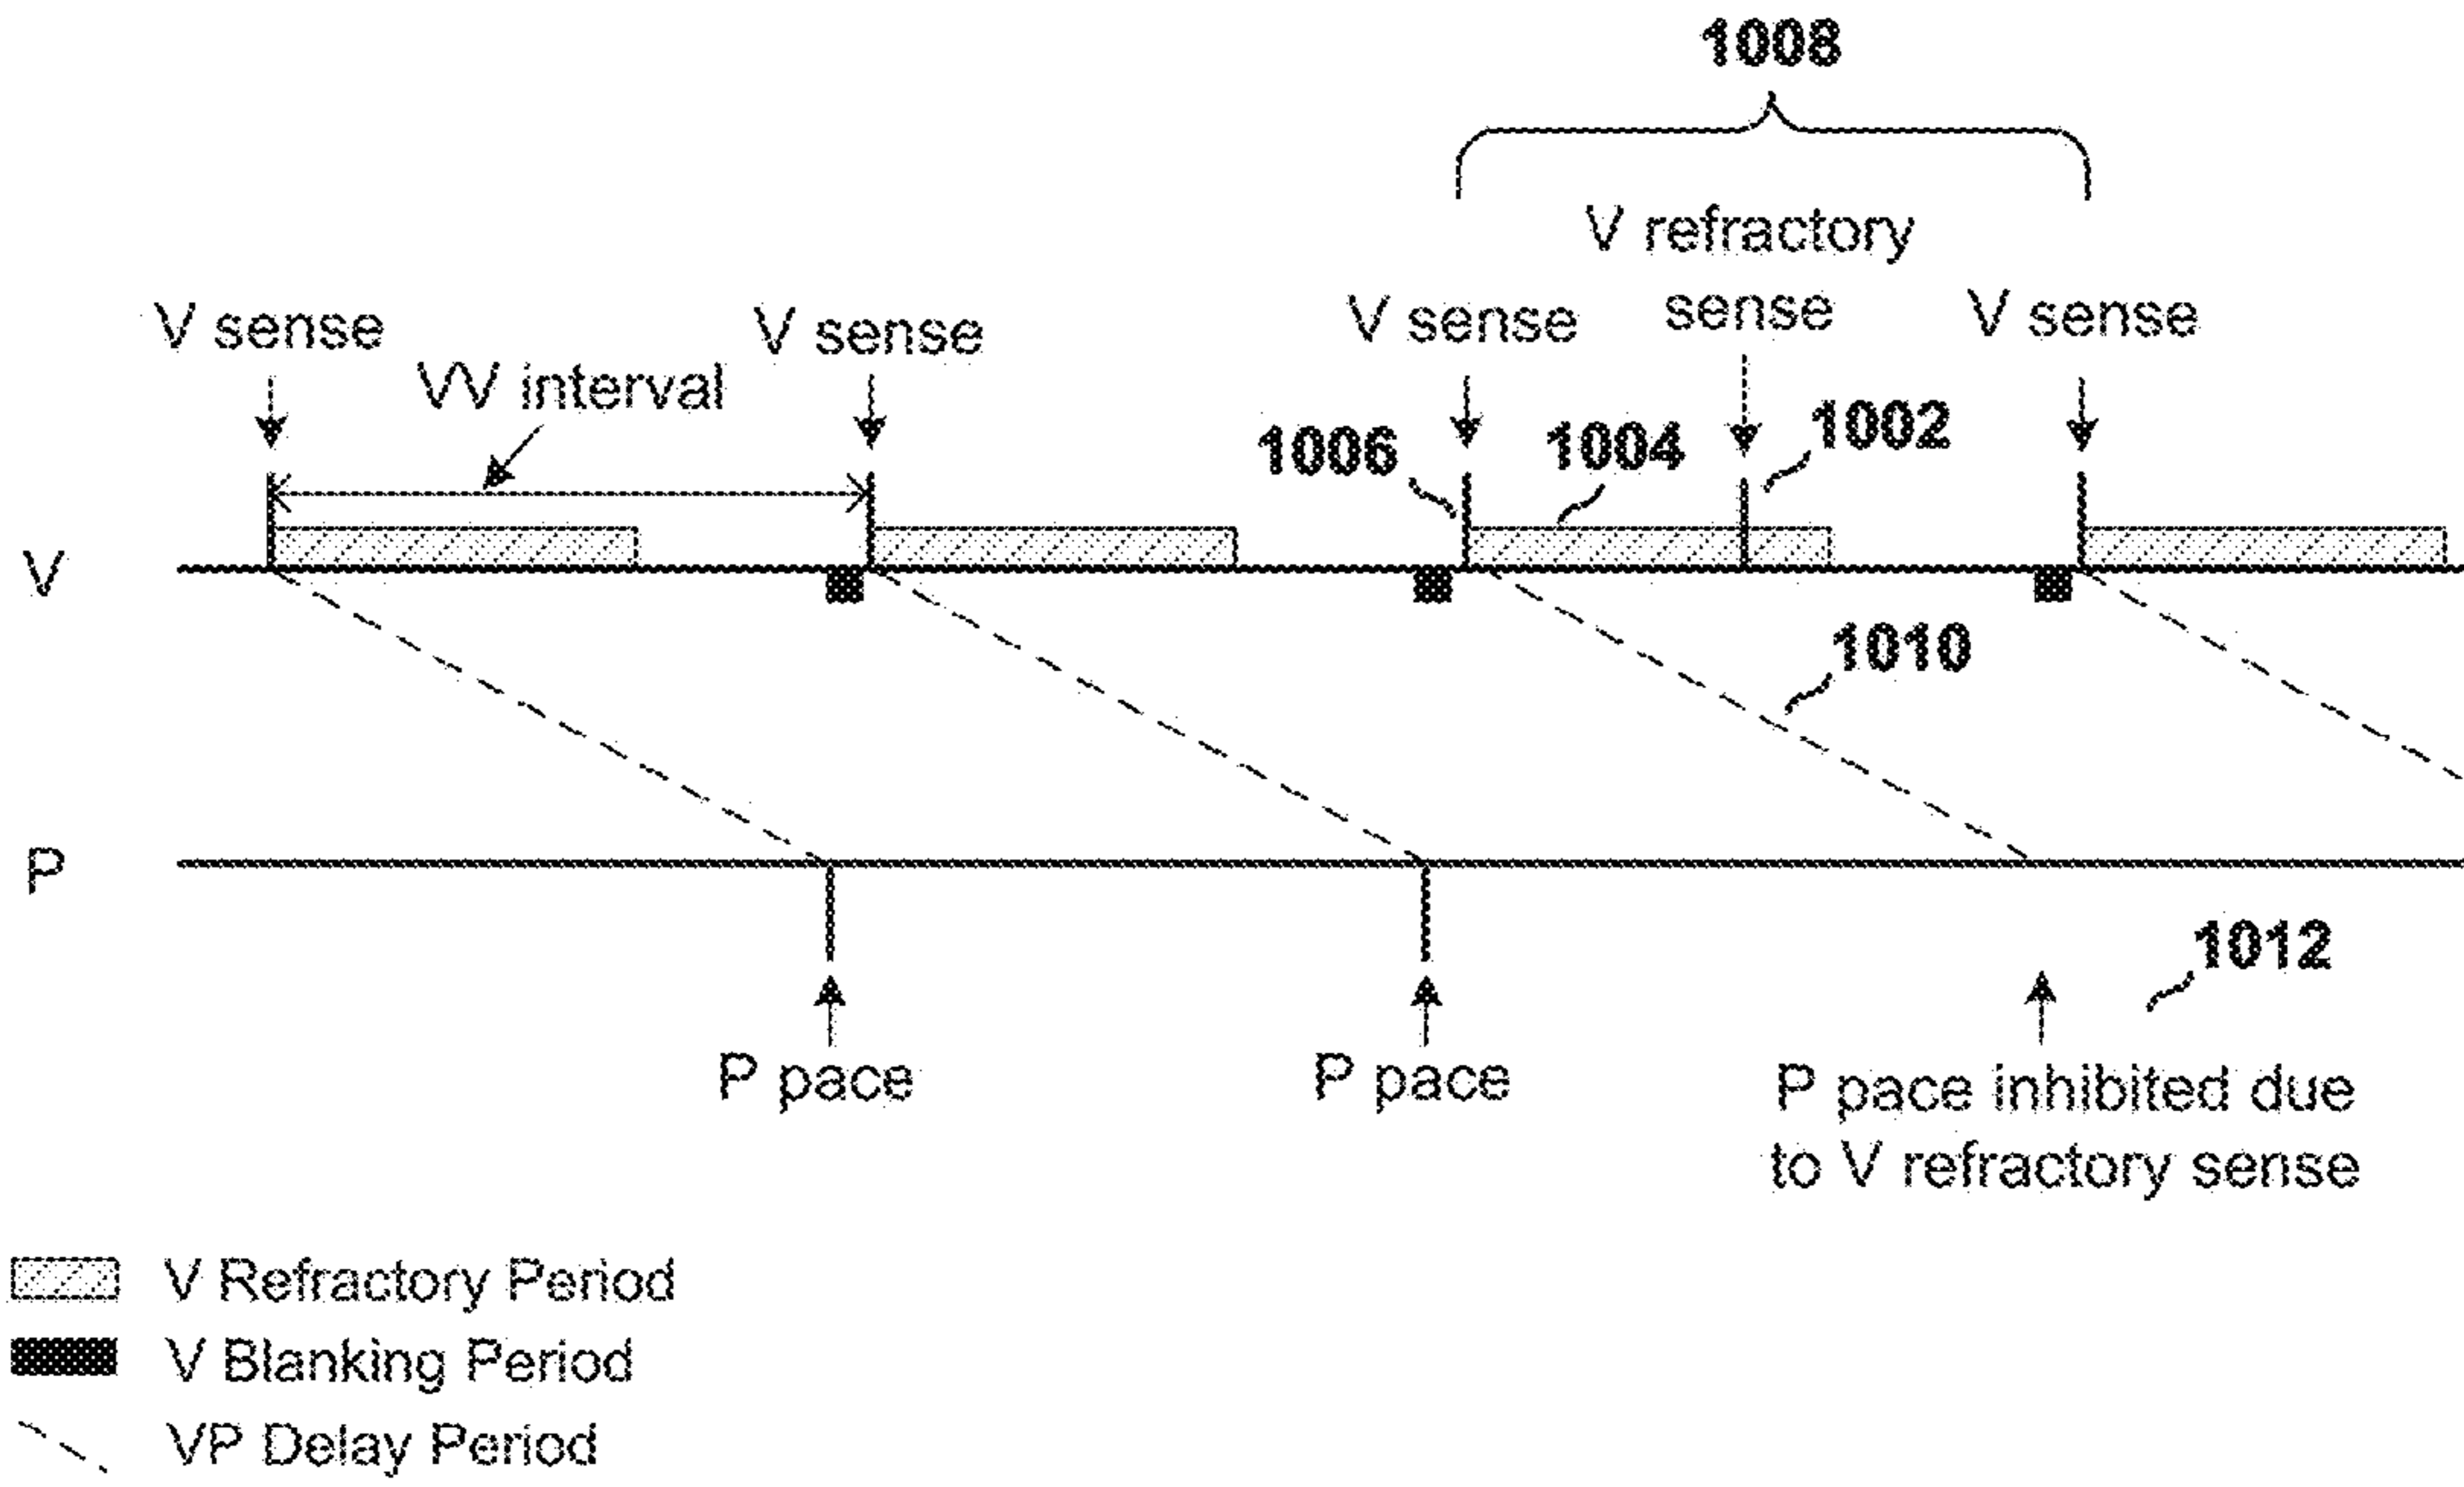 1008
V refractory
sense
V sense
V sense
V sense
V sense
VV interval
1006
1004
1002
V
1010
P
1012
P pace
P pace
P pace inhibited due
to V refractory sense
V Refractory Period
V Blanking Period
VP Delay Period